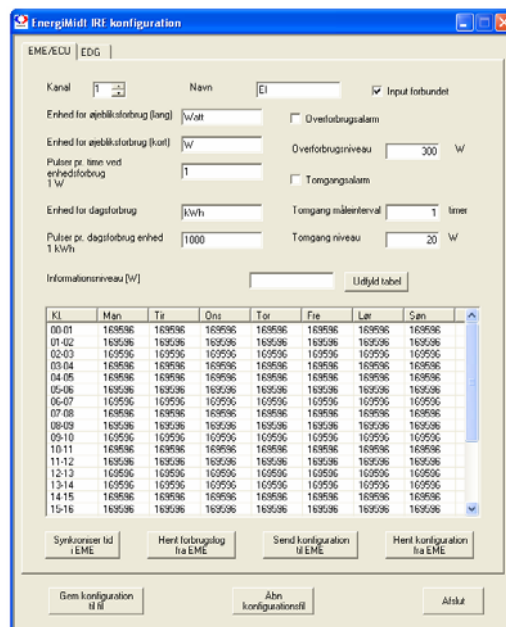 EnergiMidt IRE konfiguration
EME/ECU EDG
Kanal 1 Navn El Input forbundet
Enhed for øjebliksforbrug (lang) Watt Overforbrugsalarm
Enhed for øjebliksforbrug (kort) W Overforbrugsniveau 300 W
Pulser pr. time ved
enhedsforbrug
1 W
1
Tomgangsalarm
Enhed for dagsforbrug kWh Tomgang måleinterval 1 timer
Pulser pr. dagsforbrug enhed
1 kWh
1000
Tomgang niveau 20 W
Informationsniveau [W] Udfyld tabel
Kl. Man Tir Ons Tor Fre Lør Søn
00-01 169596 169596 169596 169596 169596 169596 169596
01-02 169596 169596 169596 169596 169596 169596 169596
02-03 169596 169596 169596 169596 169596 169596 169596
03-04 169596 169596 169596 169596 169596 169596 169596
04-05 169596 169596 169596 169596 169596 169596 169596
05-06 169596 169596 169596 169596 169596 169596 169596
06-07 169596 169596 169596 169596 169596 169596 169596
07-08 169596 169596 169596 169596 169596 169596 169596
08-09 169596 169596 169596 169596 169596 169596 169596
09-10 169596 169596 169596 169596 169596 169596 169596
10-11 169596 169596 169596 169596 169596 169596 169596
11-12 169596 169596 169596 169596 169596 169596 169596
12-13 169596 169596 169596 169596 169596 169596 169596
13-14 169596 169596 169596 169596 169596 169596 169596
14-15 169596 169596 169596 169596 169596 169596 169596
15-16 169596 169596 169596 169596 169596 169596 169596
Synkroniser tid
i EME
Hent forbrugslog
fra EME
Send konfiguration
til EME
Hent konfiguration
fra EME
Gem konfiguration
til fil
Åbn
konfigurationsfil
Afslut